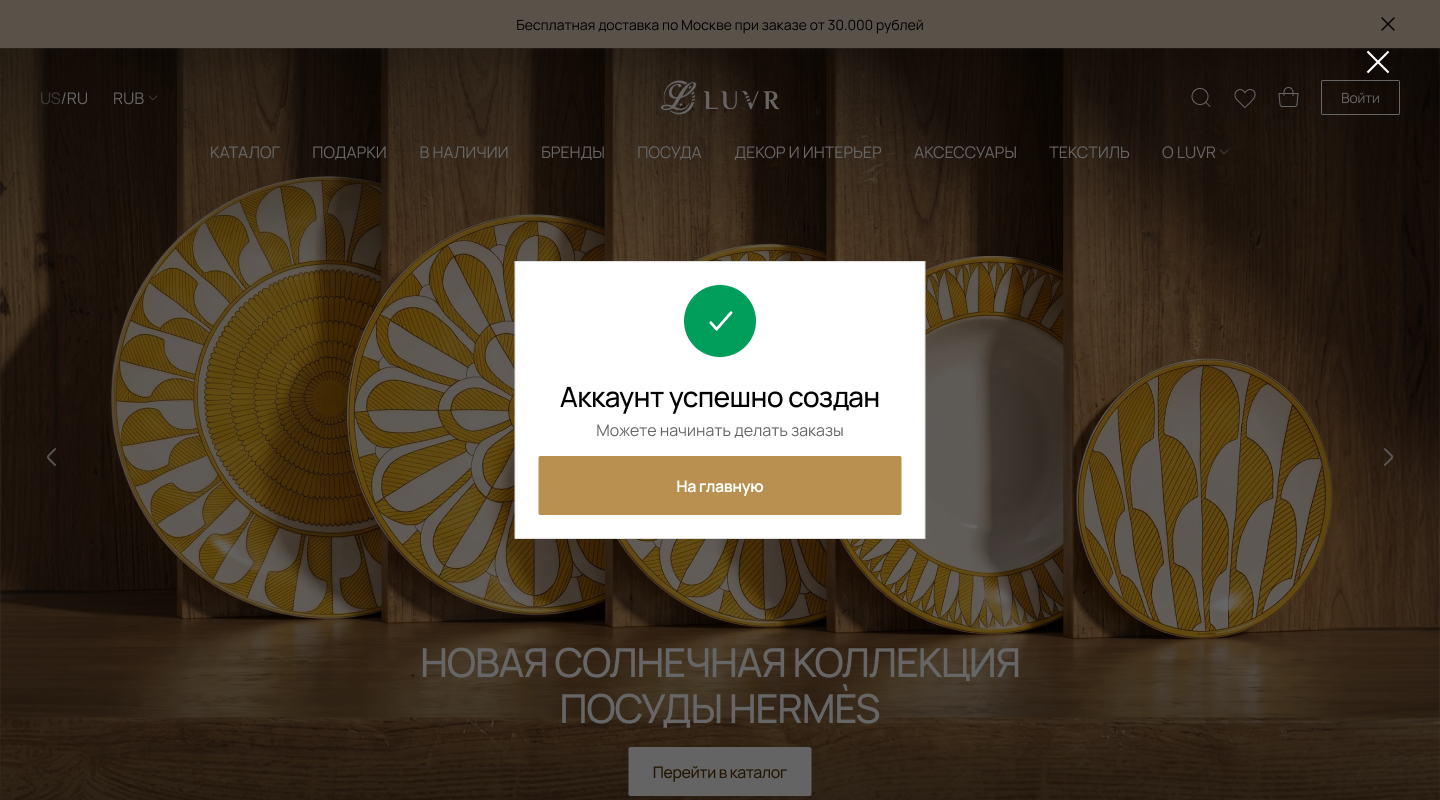 Бесплатная доставка по Москве при заказе от 30.000 рублей
US/RU
RUB
LUVR
Войти
КАТАЛОГ
ПОДАРКИ
В НАЛИЧИИ
БРЕНДЫ
ПОСУДА
ДЕКОР И ИНТЕРЬЕР
АКСЕССУАРЫ
ТЕКСТИЛЬ
О LUVR
Аккаунт успешно создан
Можете начинать делать заказы
На главную
НОВАЯ СОЛНЕЧНАЯ КОЛЛЕКЦИЯ
ПОСУДЫ HERMÈS
Перейти в каталог